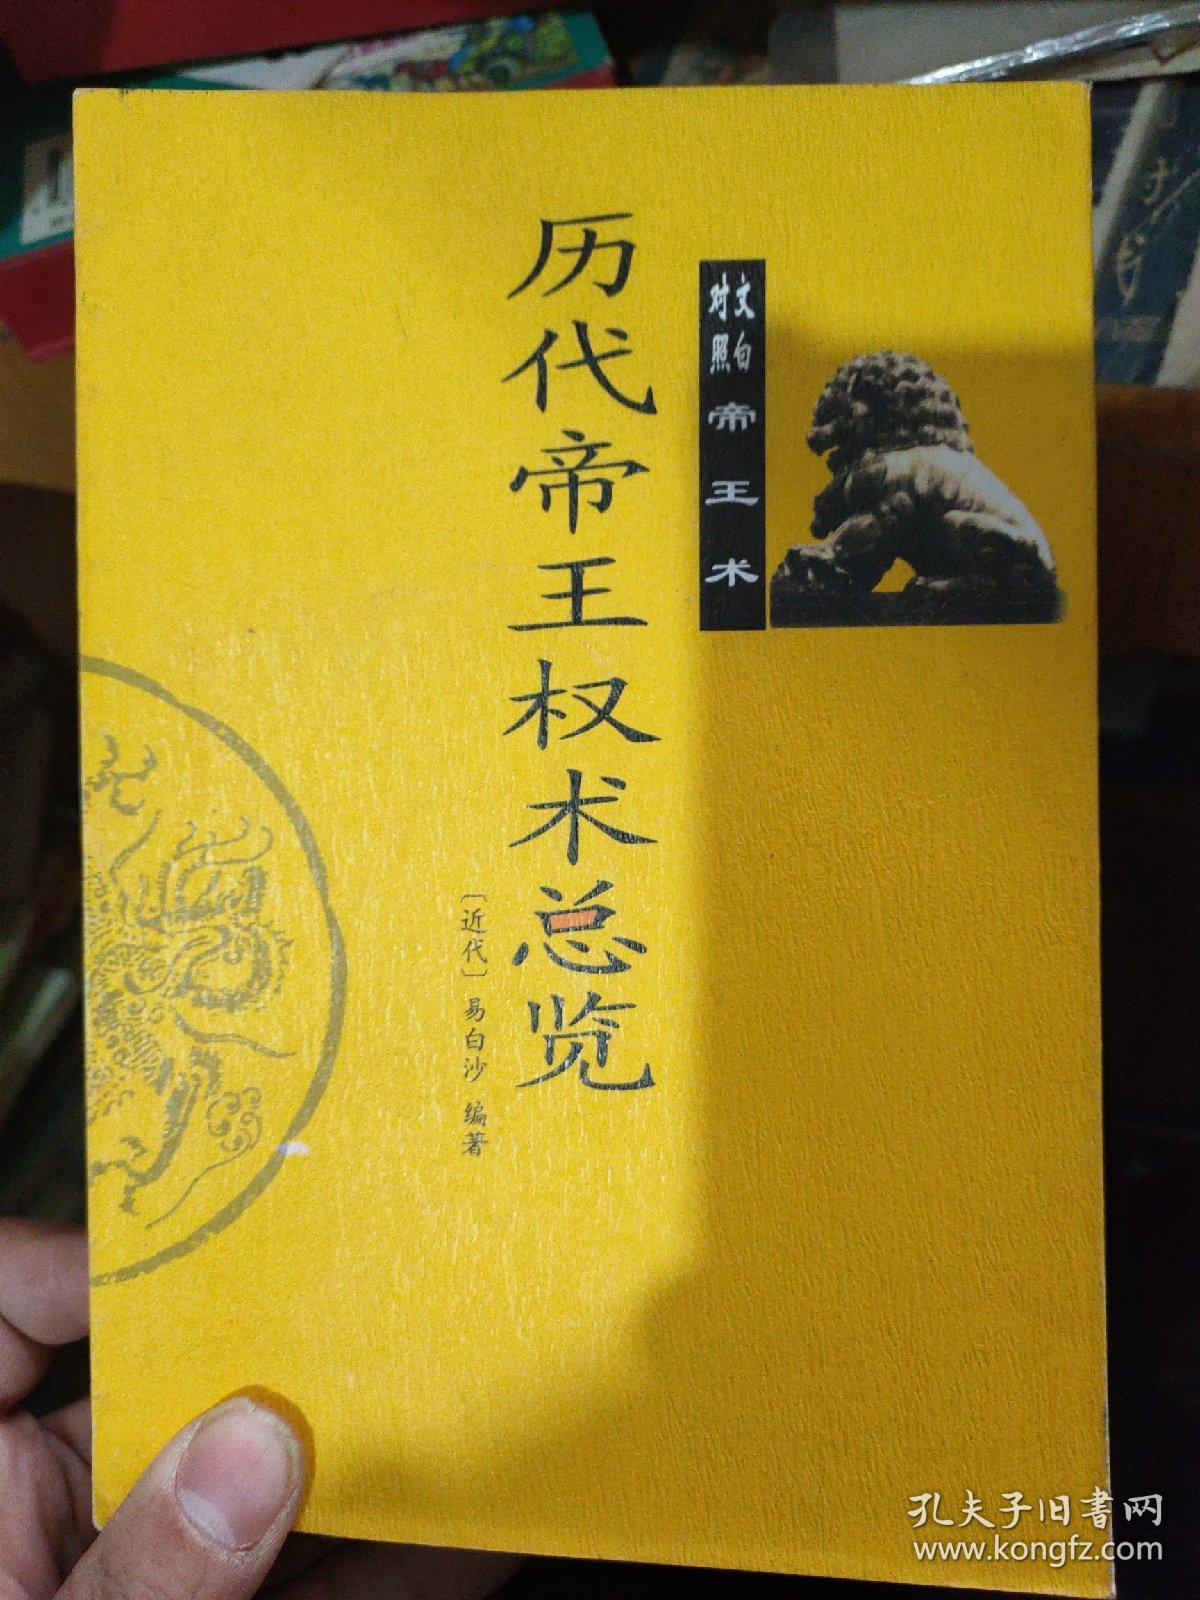 文白
对照
帝王术
历代帝王权术总览
〔近代〕易白沙 编著
孔夫子旧书网
www.kongfz.com